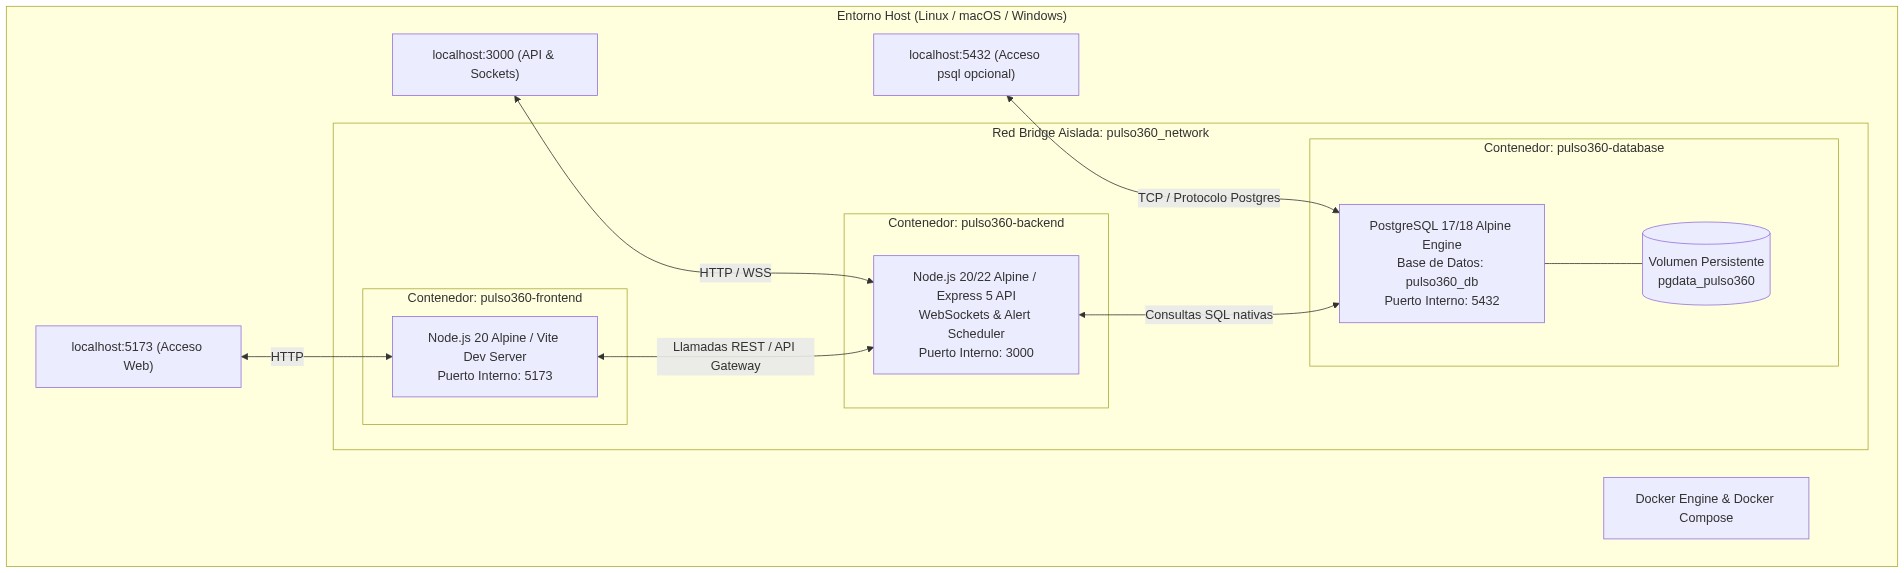 Entorno Host (Linux / macOS / Windows)
localhost:3000 (API &
Sockets)
localhost:5432 (Acceso
psql opcional)
Red Bridge Aislada: pulso360_network
Contenedor: pulso360-database
TCP / Protocolo Postgres
PostgreSQL 17/18 Alpine
Engine
Base de Datos:
pulso360_db
Puerto Interno: 5432
Volumen Persistente
pgdata_pulso360
Contenedor: pulso360-backend
HTTP / WSS
Node.js 20/22 Alpine /
Express 5 API
WebSockets & Alert
Scheduler
Puerto Interno: 3000
Consultas SQL nativas
Contenedor: pulso360-frontend
localhost:5173 (Acceso
Web)
HTTP
Node.js 20 Alpine / Vite
Dev Server
Puerto Interno: 5173
Llamadas REST / API
Gateway
Docker Engine & Docker
Compose